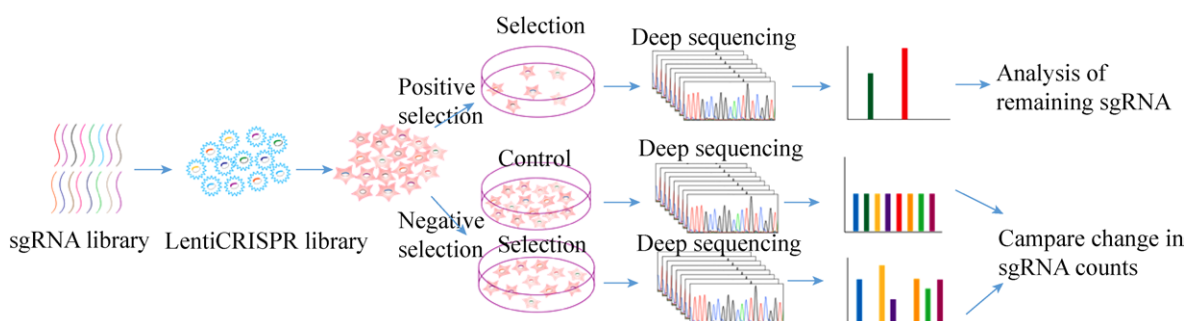 Selection
Deep sequencing
Positive
selection
Analysis of
remaining sgRNA
sgRNA library
LentiCRISPR library
Control
Deep sequencing
Negative
selection
Selection
Deep sequencing
Campare change in
sgRNA counts